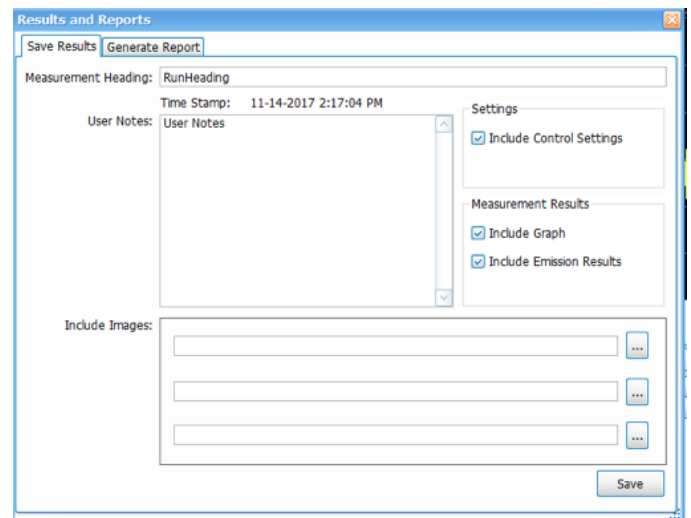 Results and Reports
Save Results Generate Report
Measurement Heading: RunHeading
Time Stamp: 11-14-2017 2:17:04 PM
User Notes: User Notes
Settings
Include Control Settings
Measurement Results
Include Graph
Include Emission Results
Include Images:
...
...
...
Save